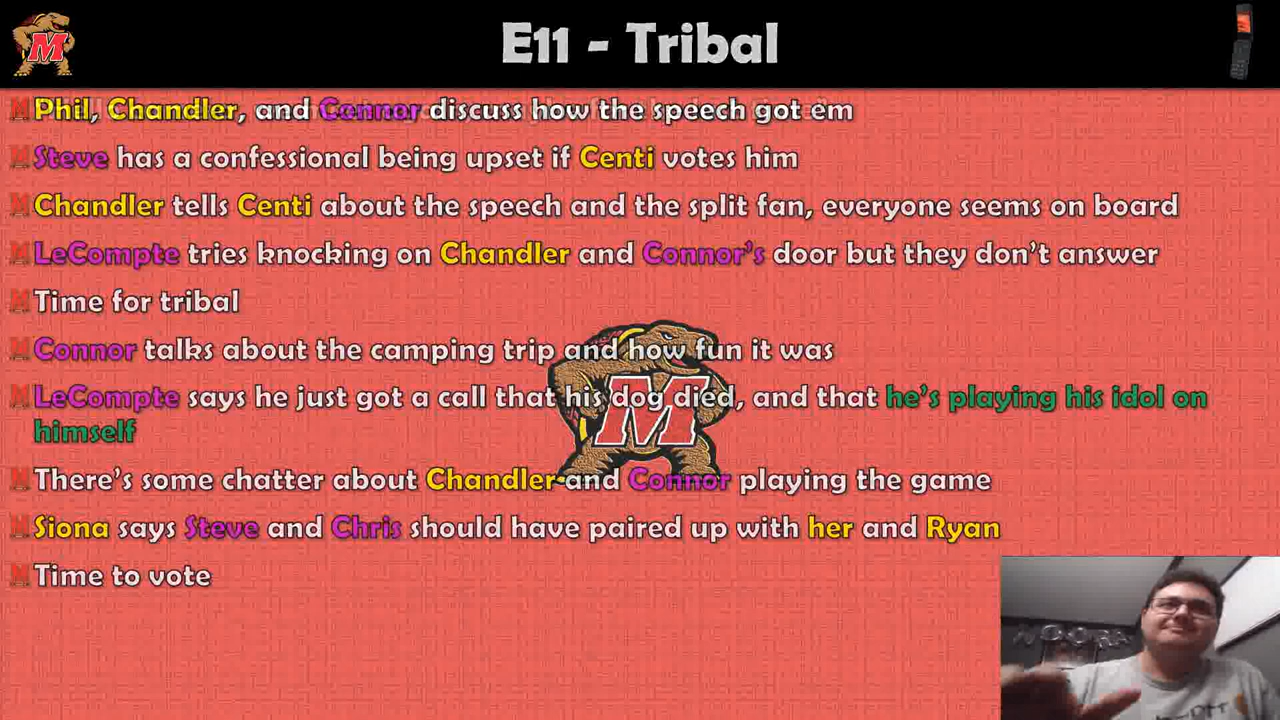 E11 - Tribal
Phil, Chandler, and Connor discuss how the speech got em
Steve has a confessional being upset if Centi votes him
Chandler tells Centi about the speech and the split fan, everyone seems on board
LeCompte tries knocking on Chandler and Connor's door but they don't answer
Time for tribal
Connor talks about the camping trip and how fun it was
LeCompte says he just got a call that his dog died, and that he's playing his idol on
himself
There's some chatter about Chandler and Connor playing the game
Siona says Steve and Chris should have paired up with her and Ryan
Time to vote
M